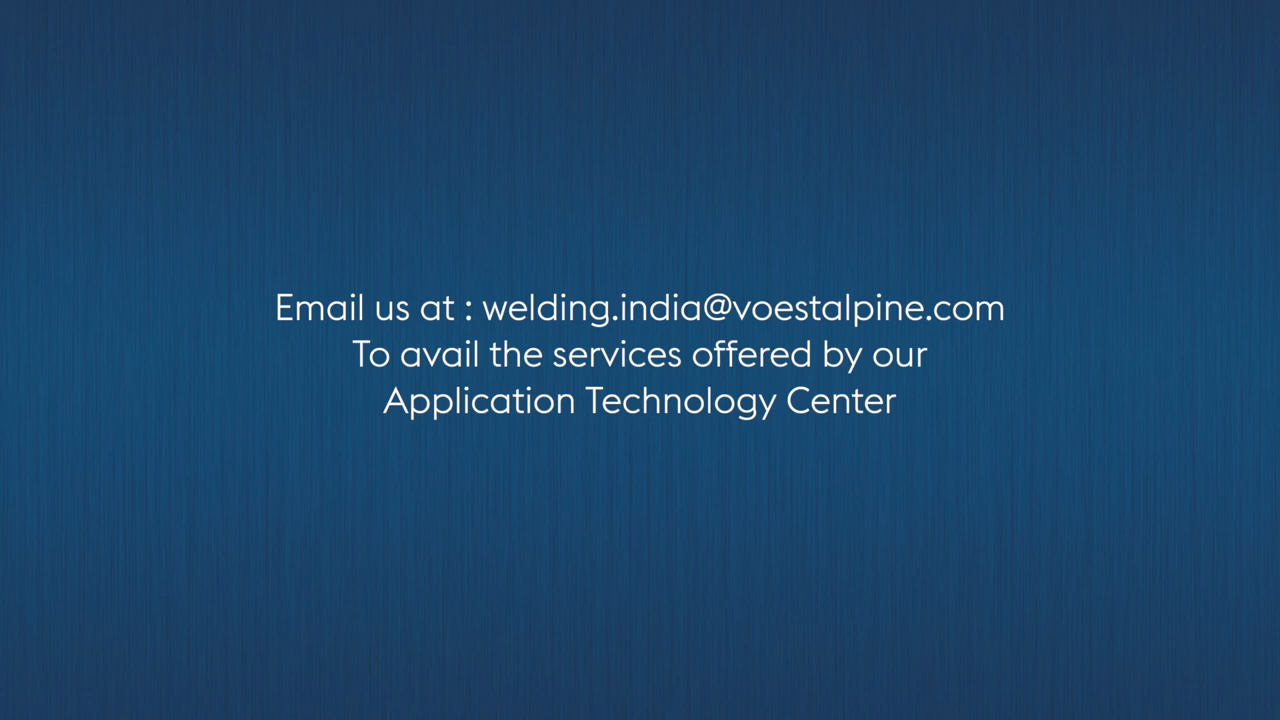 Email us at : welding.india@voestalpine.com
To avail the services offered by our
Application Technology Center